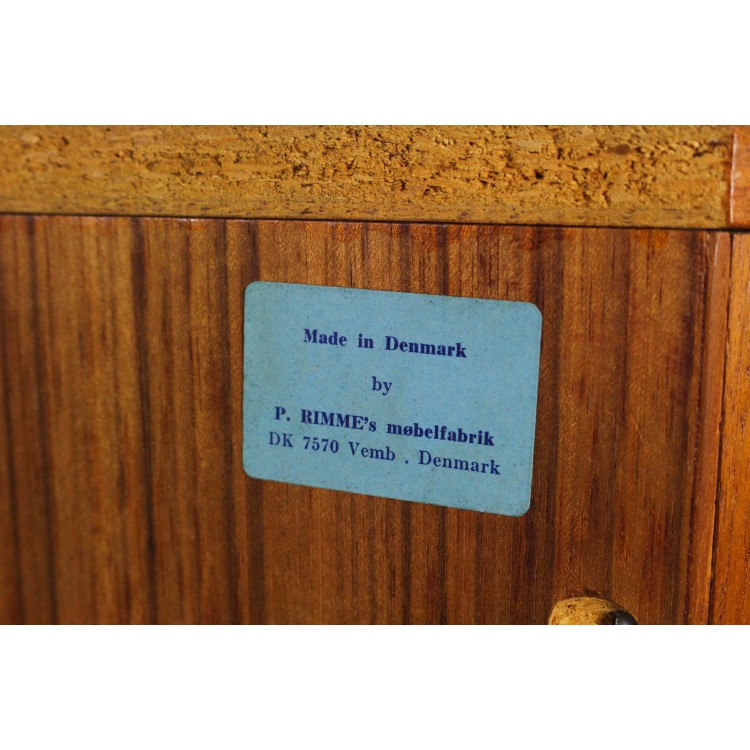 Made in Denmark
by
P. RIMME's møbelfabrik
DK 7570 Vemb . Denmark